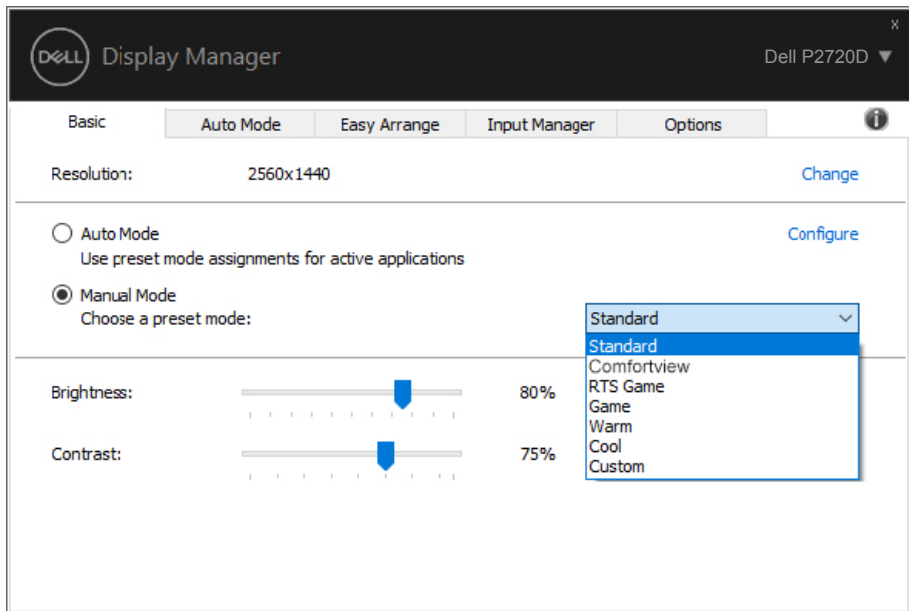 x
DELL Display Manager
Dell P2720D ▼
Basic Auto Mode Easy Arrange Input Manager Options i
Resolution: 2560x1440 Change
Auto Mode Configure
Use preset mode assignments for active applications
Manual Mode
Choose a preset mode: Standard
Standard
Comfortview
RTS Game
Game
Warm
Cool
Custom
Brightness: 80%
Contrast: 75%